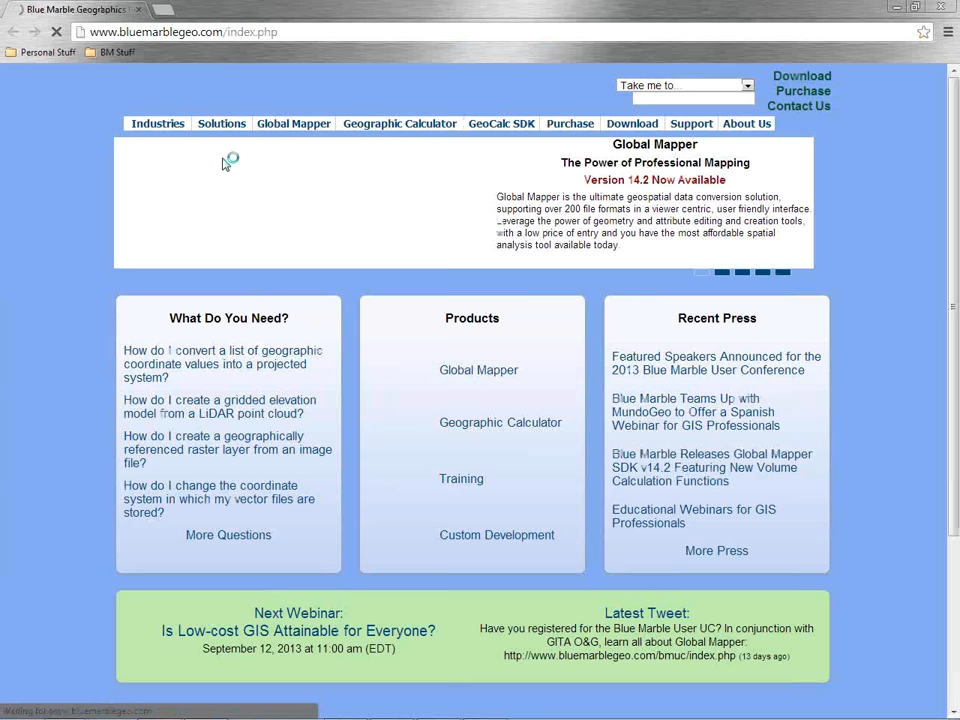 Blue Marble Geographics
www.bluemarblegeo.com/index.php
Personal Stuff
BM Stuff
Take me to...
Download
Purchase
Contact Us
Industries
Solutions
Global Mapper
Geographic Calculator
GeoCalc SDK
Purchase
Download
Support
About Us
Global Mapper
The Power of Professional Mapping
Version 14.2 Now Available
Global Mapper is the ultimate geospatial data conversion solution,
supporting over 200 file formats in a viewer centric, user friendly interface.
Leverage the power of geometry and attribute editing and creation tools,
with a low price of entry and you have the most affordable spatial
analysis tool available today.
What Do You Need?
How do I convert a list of geographic
coordinate values into a projected
system?
How do I create a gridded elevation
model from a LiDAR point cloud?
How do I create a geographically
referenced raster layer from an image
file?
How do I change the coordinate
system in which my vector files are
stored?
More Questions
Products
Global Mapper
Geographic Calculator
Training
Custom Development
Recent Press
Featured Speakers Announced for the
2013 Blue Marble User Conference
Blue Marble Teams Up with
MundoGeo to Offer a Spanish
Webinar for GIS Professionals
Blue Marble Releases Global Mapper
SDK v14.2 Featuring New Volume
Calculation Functions
Educational Webinars for GIS
Professionals
More Press
Next Webinar:
Is Low-cost GIS Attainable for Everyone?
September 12, 2013 at 11:00 am (EDT)
Latest Tweet:
Have you registered for the Blue Marble User UC? In conjunction with
GITA O&G, learn all about Global Mapper:
http://www.bluemarblegeo.com/bmuc/index.php (13 days ago)
Waiting for www.bluemarblegeo.com